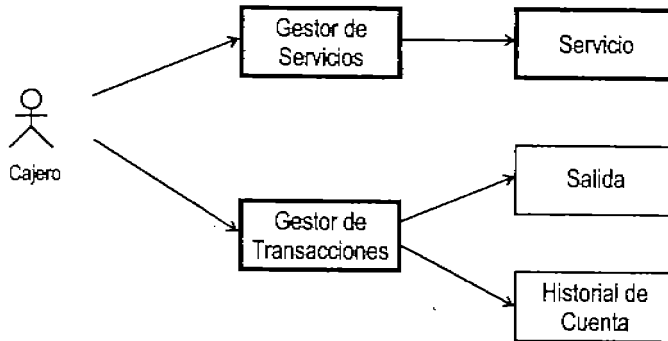 Gestor de
Servicios
Servicio
Cajero
Gestor de
Transacciones
Salida
Historial de
Cuenta